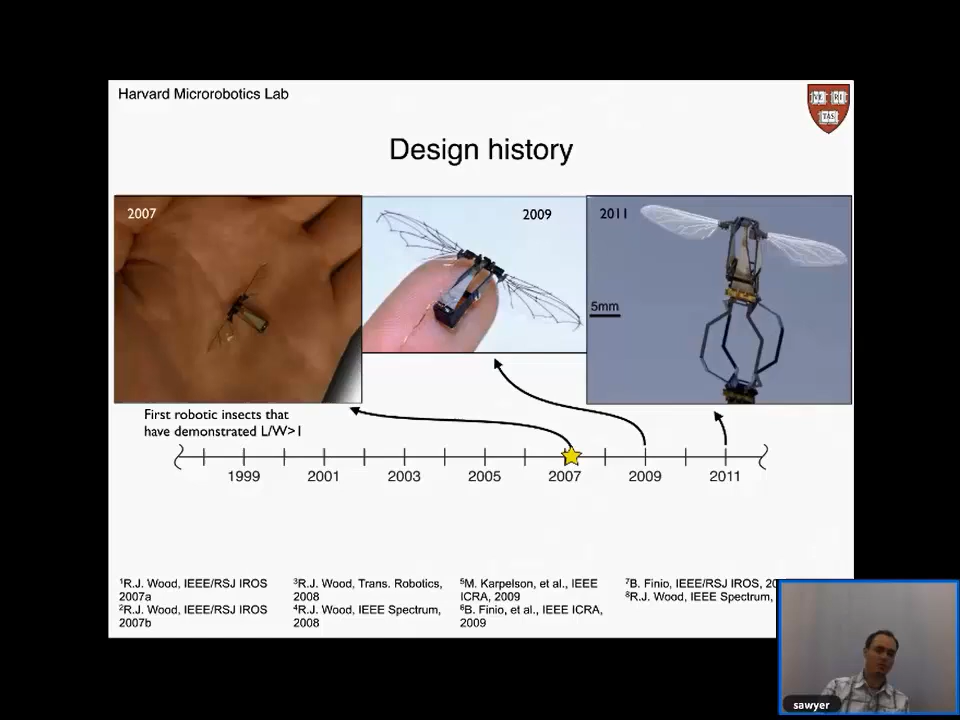 Harvard Microrobotics Lab
VE RI
TAS
Design history
2007
2009
2011
5mm
First robotic insects that
have demonstrated L/W>1
1999 2001 2003 2005 2007 2009 2011
¹R.J. Wood, IEEE/RSJ IROS
2007a
²R.J. Wood, IEEE/RSJ IROS
2007b
³R.J. Wood, Trans. Robotics,
2008
⁴R.J. Wood, IEEE Spectrum,
2008
⁵M. Karpelson, et al., IEEE
ICRA, 2009
⁶B. Finio, et al., IEEE ICRA,
2009
⁷B. Finio, IEEE/RSJ IROS,
⁸R.J. Wood, IEEE Spectrum,
sawyer